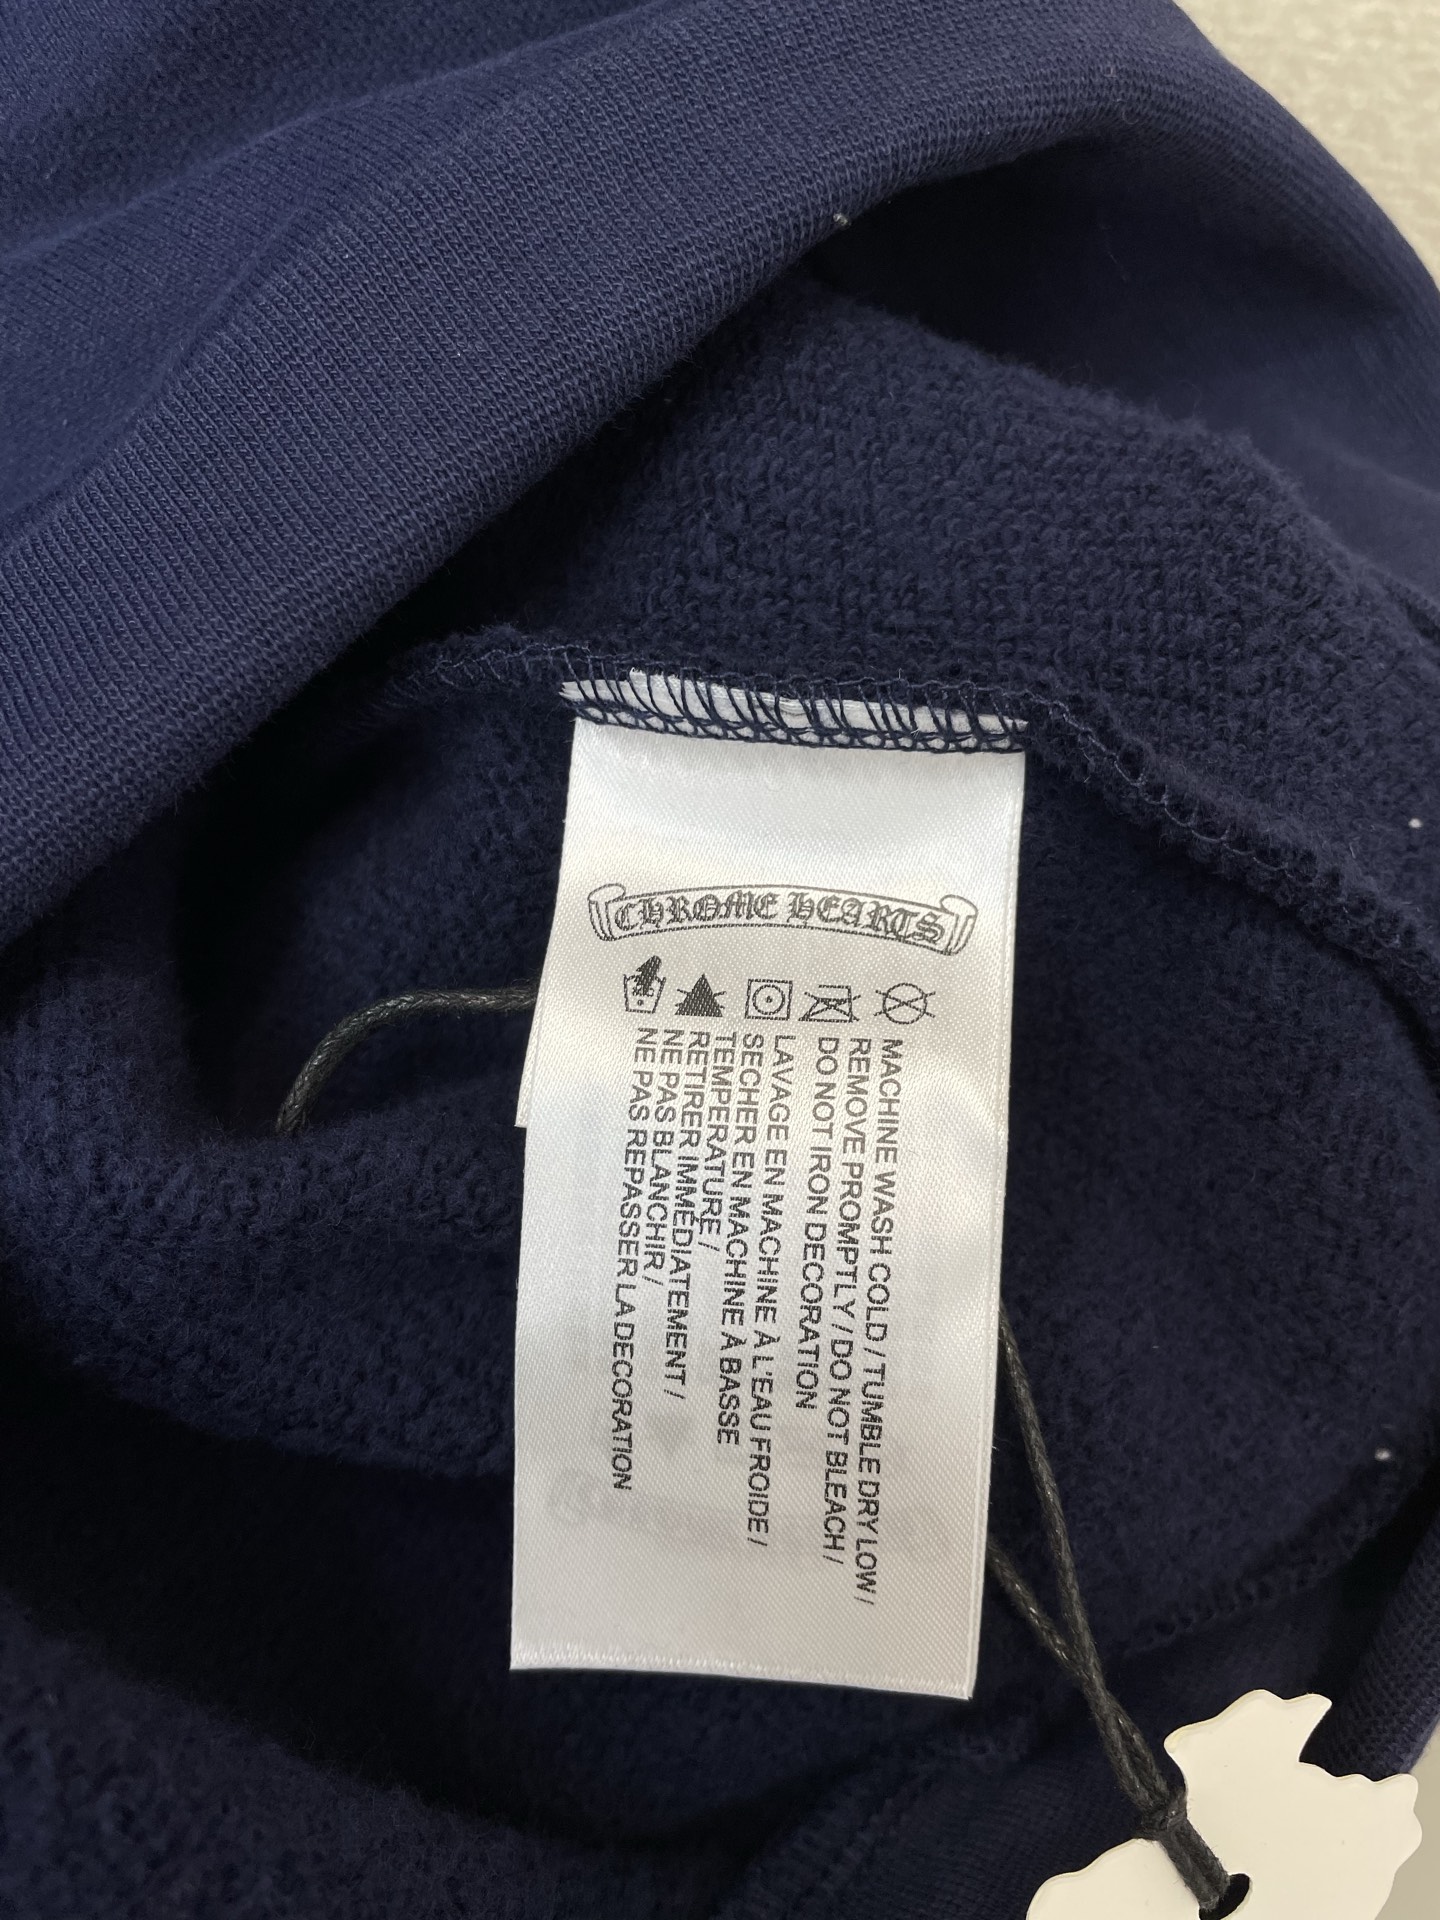 CHROME HEARTS
MACHINE WASH COLD / TUMBLE DRY LOW /
REMOVE PROMPTLY / DO NOT BLEACH /
DO NOT IRON DECORATION
LAVAGE EN MACHINE À L'EAU FROIDE /
SECHER EN MACHINE À BASSE
TEMPERATURE /
RETIRER IMMÉDIATEMENT /
NE PAS BLANCHIR /
NE PAS REPASSER LA DECORATION